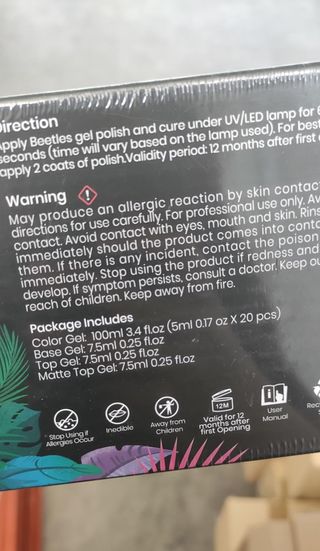 Direction
Apply Beetles gel polish and cure under UV/LED lamp for
seconds (time will vary based on the lamp used). For best
apply 2 coats of polish.Validity period: 12 months after first
Warning
May produce an allergic reaction by skin contact
directions for use carefully. For professional use only.
contact. Avoid contact with eyes, mouth and skin.
immediately should the product comes into
them. If there is any incident, contact the poison
immediately. Stop using the product if redness and
develop. If symptom persists, consult a doctor. Keep
reach of children. Keep away from fire.
Package Includes
Color Gel: 100ml 3.4 fl.oz (5ml 0.17 oz X 20 pcs)
Base Gel: 7.5ml 0.25 fl.oz
Top Gel: 7.5ml 0.25 fl.oz
Matte Top Gel: 7.5ml 0.25 fl.oz
12M
Stop Using if
Allergies Occur
Inedible
Away from
Children
Valid for 12
months after
first Opening
User
Manual